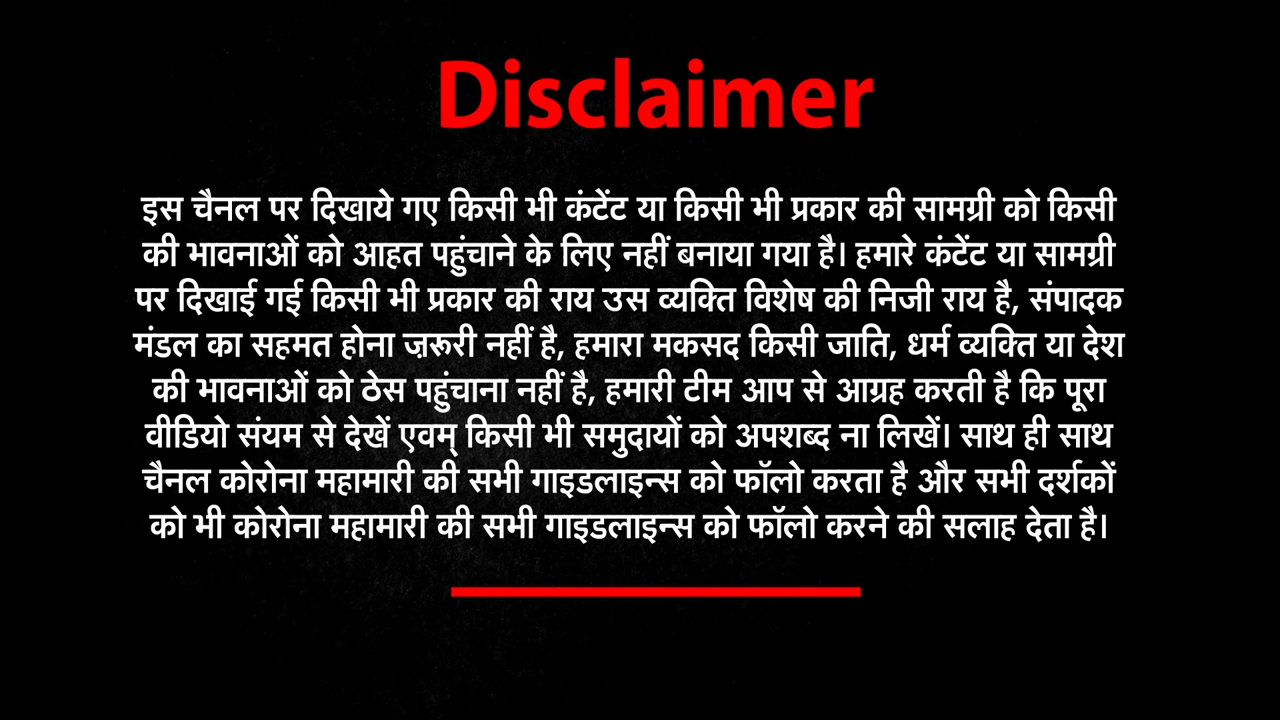 Disclaimer
इस चैनल पर दिखाये गए किसी भी कंटेंट या किसी भी प्रकार की सामग्री को किसी
की भावनाओं को आहत पहुंचाने के लिए नहीं बनाया गया है। हमारे कंटेंट या सामग्री
पर दिखाई गई किसी भी प्रकार की राय उस व्यक्ति विशेष की निजी राय है, संपादक
मंडल का सहमत होना ज़रूरी नहीं है, हमारा मकसद किसी जाति, धर्म व्यक्ति या देश
की भावनाओं को ठेस पहुंचाना नहीं है, हमारी टीम आप से आग्रह करती है कि पूरा
वीडियो संयम से देखें एवम् किसी भी समुदायों को अपशब्द ना लिखें। साथ ही साथ
चैनल कोरोना महामारी की सभी गाइडलाइन्स को फॉलो करता है और सभी दर्शकों
को भी कोरोना महामारी की सभी गाइडलाइन्स को फॉलो करने की सलाह देता है।